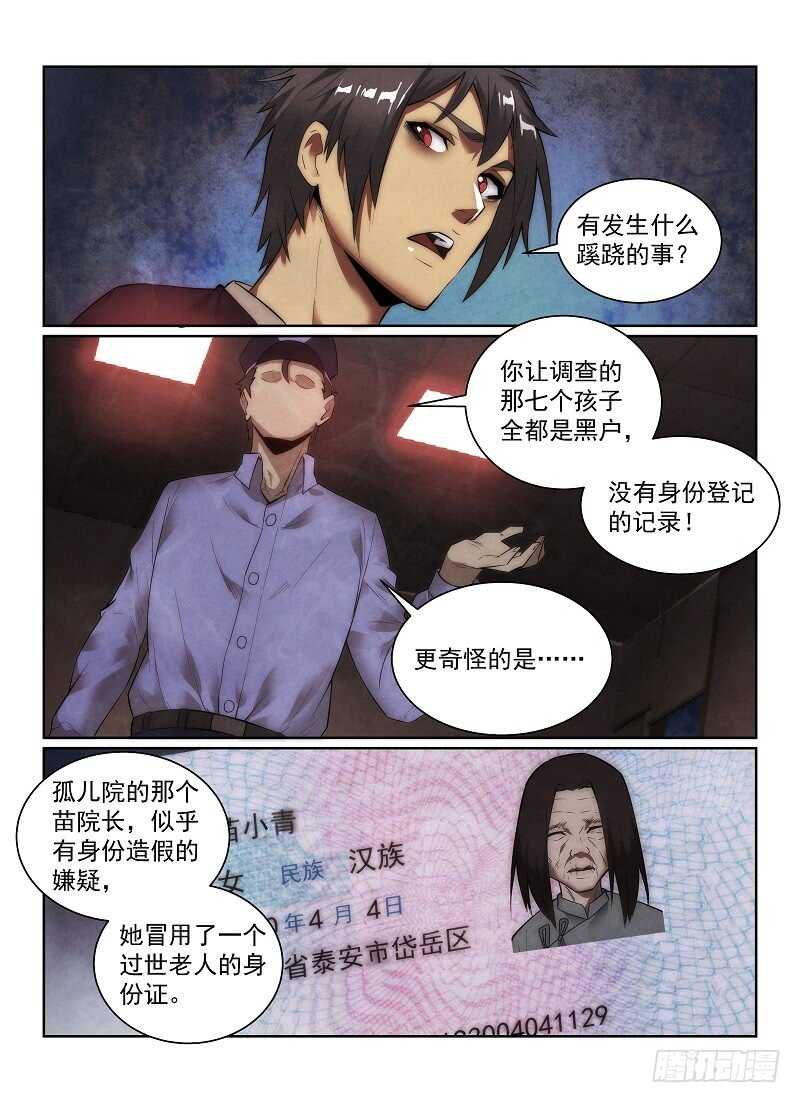 有发生什么
蹊跷的事？
你让调查的
那七个孩子
全都是黑户，
没有身份登记
的记录！
更奇怪的是……
孤儿院的那个
苗院长，似乎
有身份造假的
嫌疑，
她冒用了一个
过世老人的身
份证。
苗小青
女 民族 汉族
年4月4日
省泰安市岱岳区
3004041129
腾讯动漫